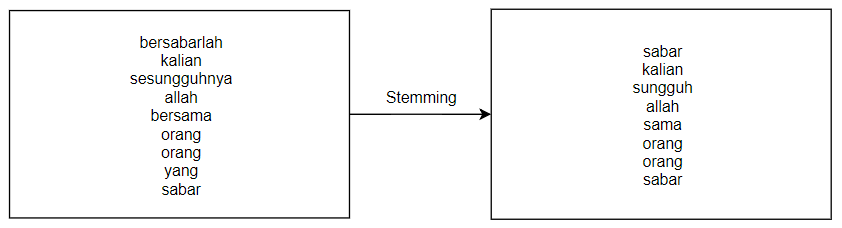 bersabarlah
kalian
sesungguhnya
allah
bersama
orang
orang
yang
sabar
Stemming
sabar
kalian
sungguh
allah
sama
orang
orang
sabar